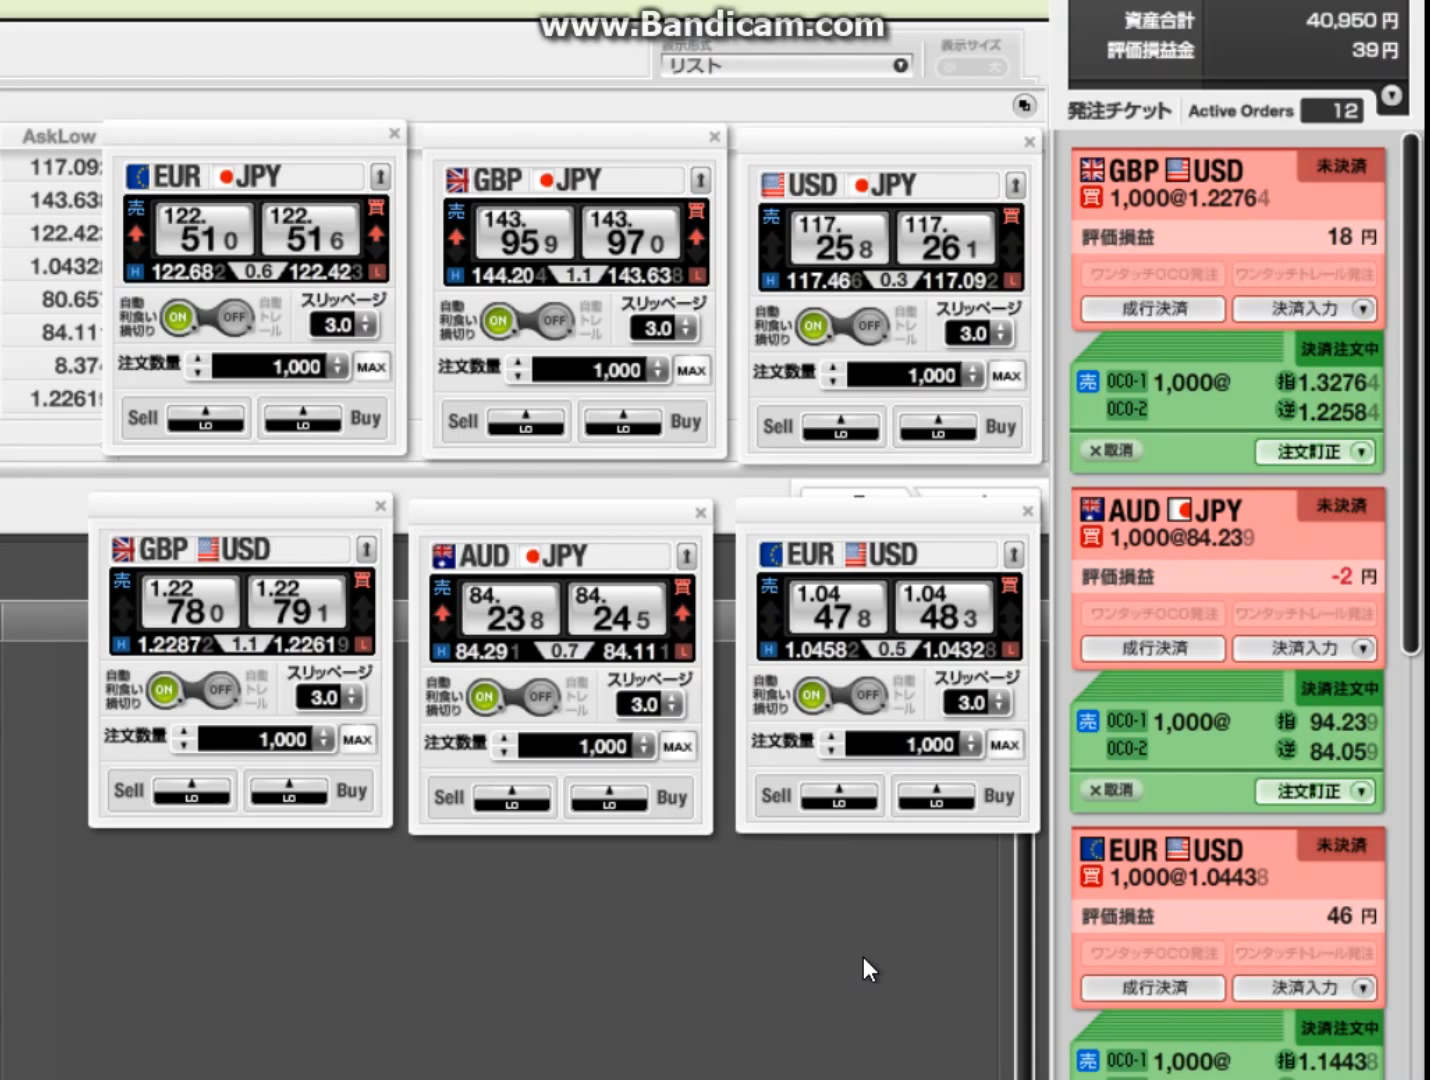 www.Bandicam.com
表示形式
リスト
表示サイズ
小 大
AskLow
117.092
143.63
122.42
1.0432
80.65
84.11
8.37
1.2261
EUR JPY
売 122. 510 122. 516 買
H 122.682 0.6 122.423 L
自動 利食い 損切り ON OFF 自動 トレ ール
スリッページ
3.0
注文数量 1,000 MAX
Sell LO LO Buy
GBP JPY
売 143. 959 143. 970 買
H 144.204 1.1 143.638 L
自動 利食い 損切り ON OFF 自動 トレ ール
スリッページ
3.0
注文数量 1,000 MAX
Sell LO LO Buy
USD JPY
売 117. 258 117. 261 買
H 117.466 0.3 117.092 L
自動 利食い 損切り ON OFF 自動 トレ ール
スリッページ
3.0
注文数量 1,000 MAX
Sell LO LO Buy
GBP USD
売 1.22 780 1.22 791 買
H 1.22872 1.1 1.22619 L
自動 利食い 損切り ON OFF 自動 トレ ール
スリッページ
3.0
注文数量 1,000 MAX
Sell LO LO Buy
AUD JPY
売 84. 238 84. 245 買
H 84.291 0.7 84.111 L
自動 利食い 損切り ON OFF 自動 トレ ール
スリッページ
3.0
注文数量 1,000 MAX
Sell LO LO Buy
EUR USD
売 1.04 478 1.04 483 買
H 1.04582 0.5 1.04328 L
自動 利食い 損切り ON OFF 自動 トレ ール
スリッページ
3.0
注文数量 1,000 MAX
Sell LO LO Buy
資産合計 40,950 円
評価損益金 39 円
発注チケット Active Orders 12
GBP USD 未決済
買 1,000@1.22764
評価損益 18 円
ワンタッチOCO発注 ワンタッチトレール発注
成行決済 決済入力
決済注文中
売 OCO-1 1,000@ 指 1.32764
OCO-2 逆 1.22584
×取消 注文訂正
AUD JPY 未決済
買 1,000@84.239
評価損益 -2 円
ワンタッチOCO発注 ワンタッチトレール発注
成行決済 決済入力
決済注文中
売 OCO-1 1,000@ 指 94.239
OCO-2 逆 84.059
×取消 注文訂正
EUR USD 未決済
買 1,000@1.04438
評価損益 46 円
ワンタッチOCO発注 ワンタッチトレール発注
成行決済 決済入力
決済注文中
売 OCO-1 1,000@ 指 1.14438